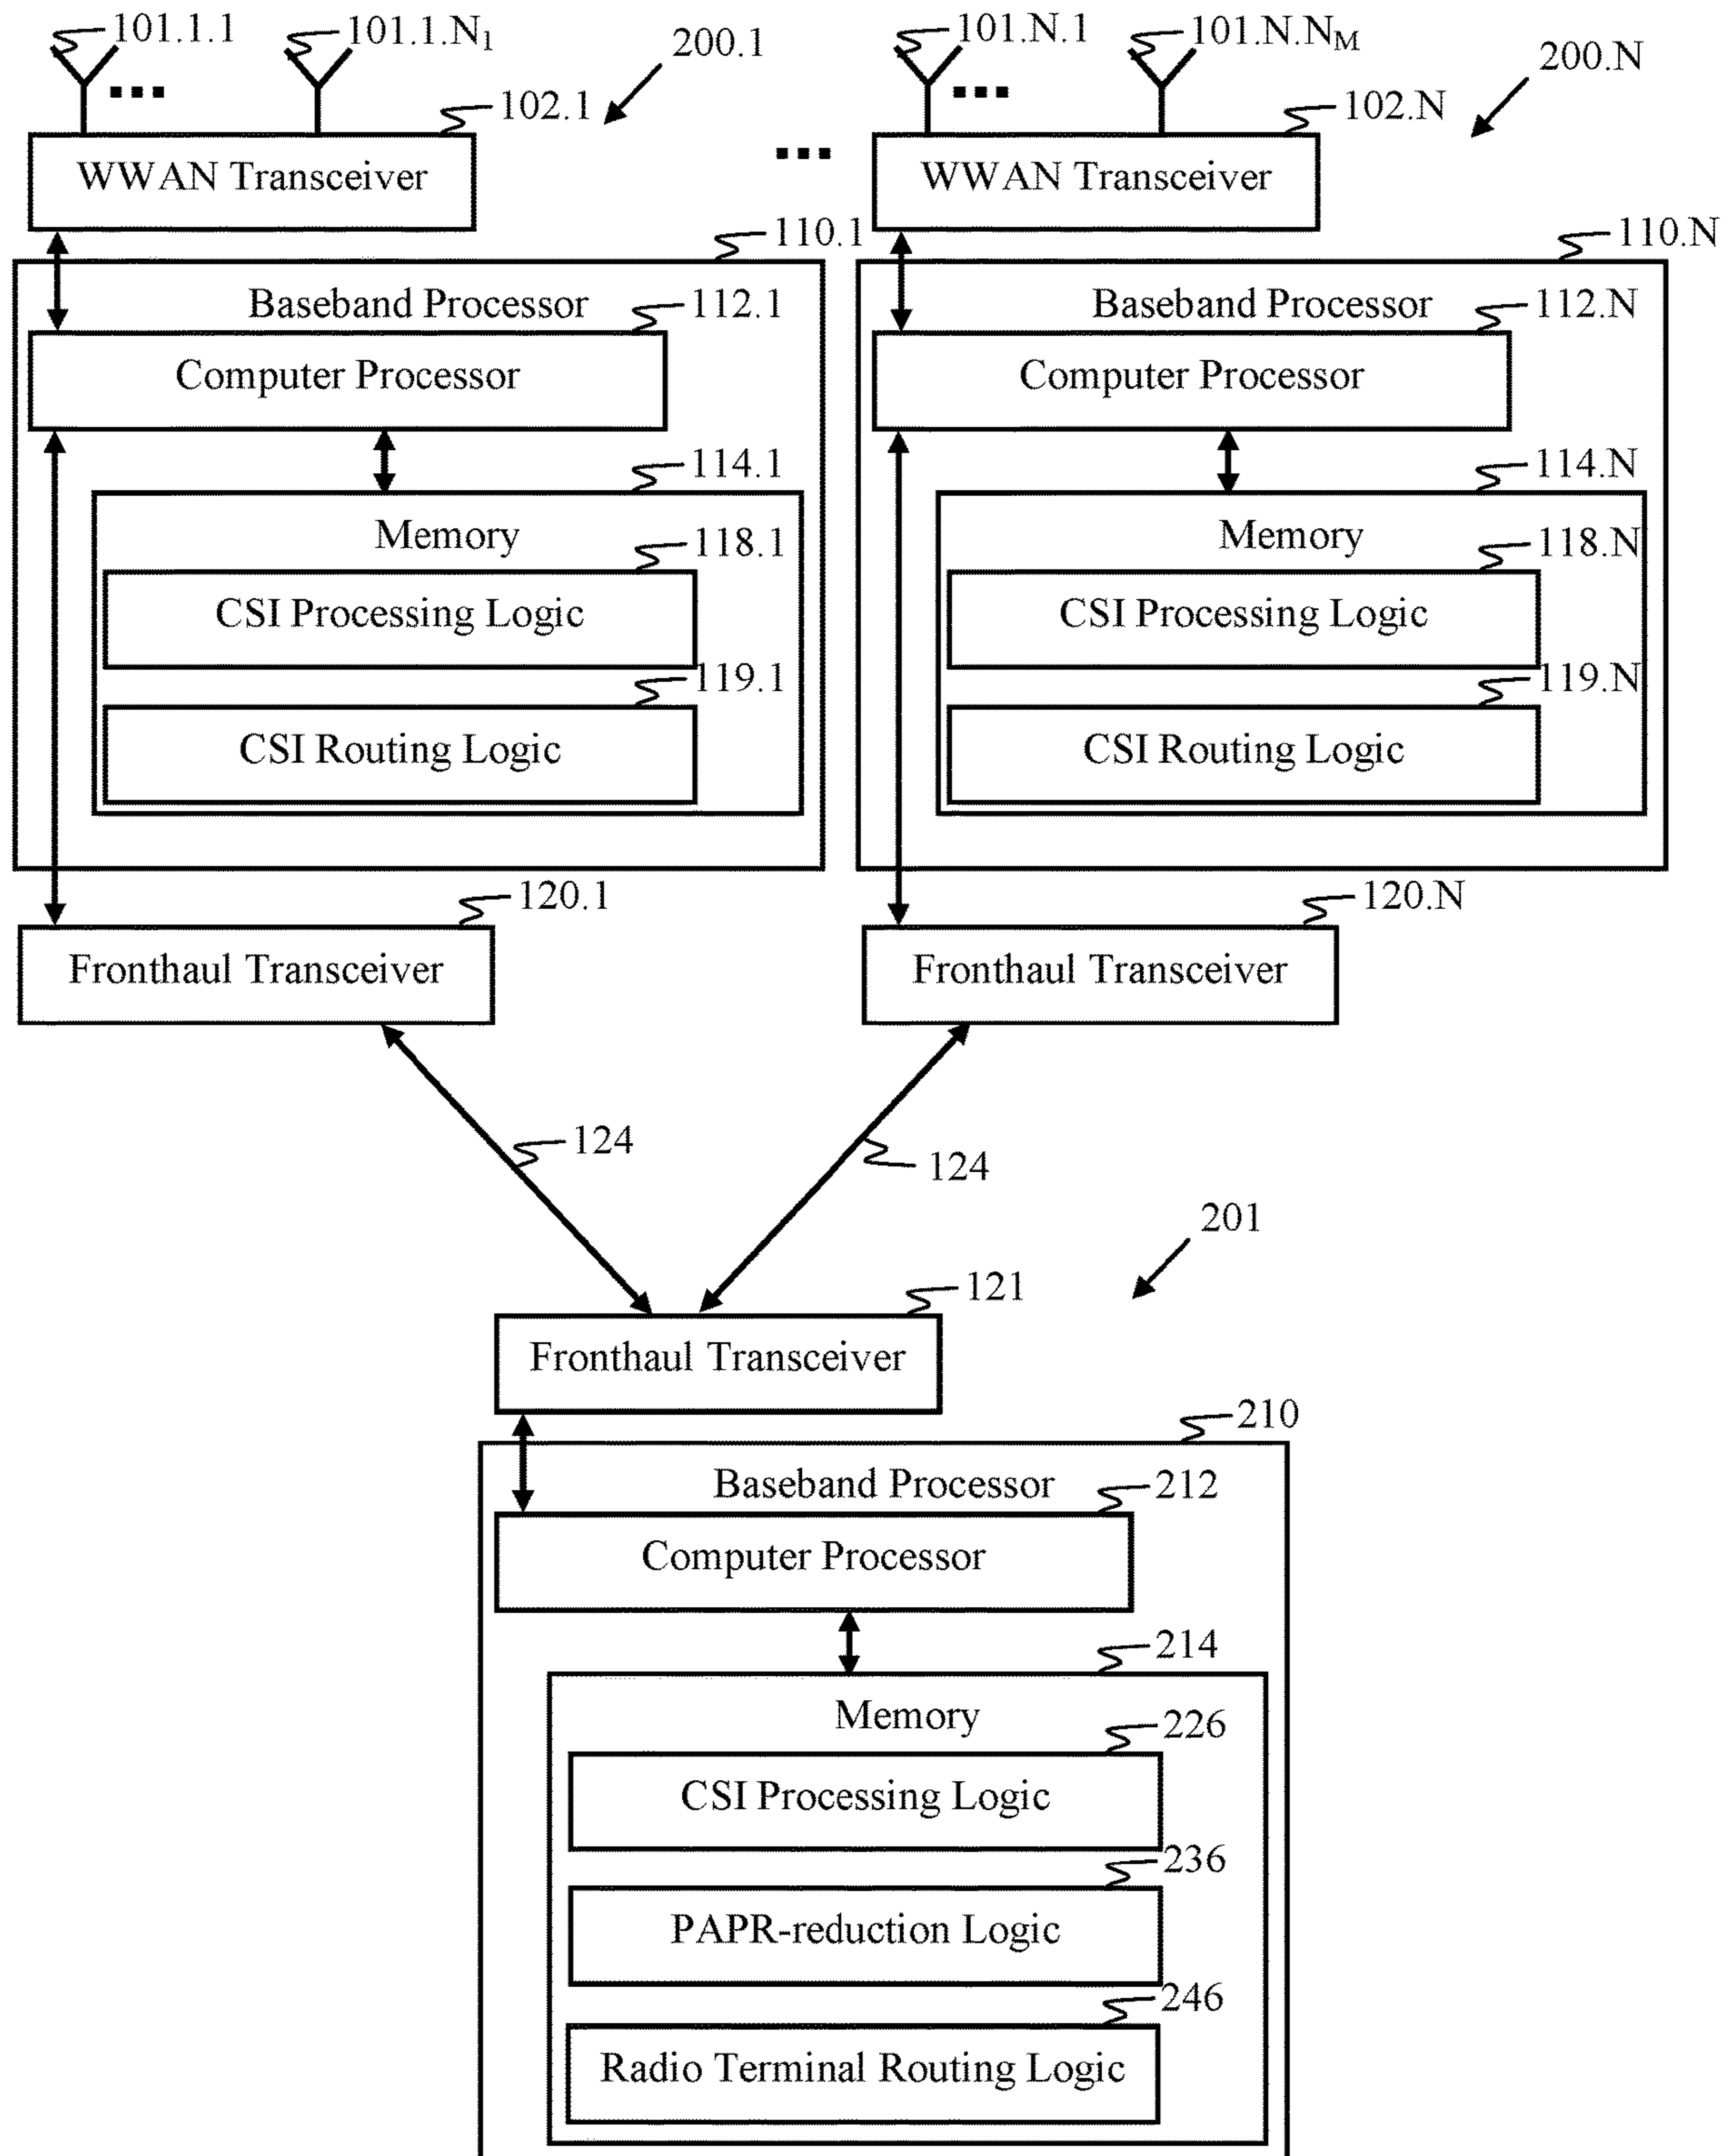 101.1.1
101.1.N1
200.1
101.N.1
101.N.NM
200.N
102.1
102.N
WWAN Transceiver
WWAN Transceiver
110.1
110.N
Baseband Processor
112.1
Baseband Processor
112.N
Computer Processor
Computer Processor
114.1
114.N
Memory
Memory
118.1
118.N
CSI Processing Logic
CSI Processing Logic
119.1
119.N
CSI Routing Logic
CSI Routing Logic
120.1
120.N
Fronthaul Transceiver
Fronthaul Transceiver
124
124
201
121
Fronthaul Transceiver
210
Baseband Processor
212
Computer Processor
214
Memory
226
CSI Processing Logic
236
PAPR-reduction Logic
246
Radio Terminal Routing Logic